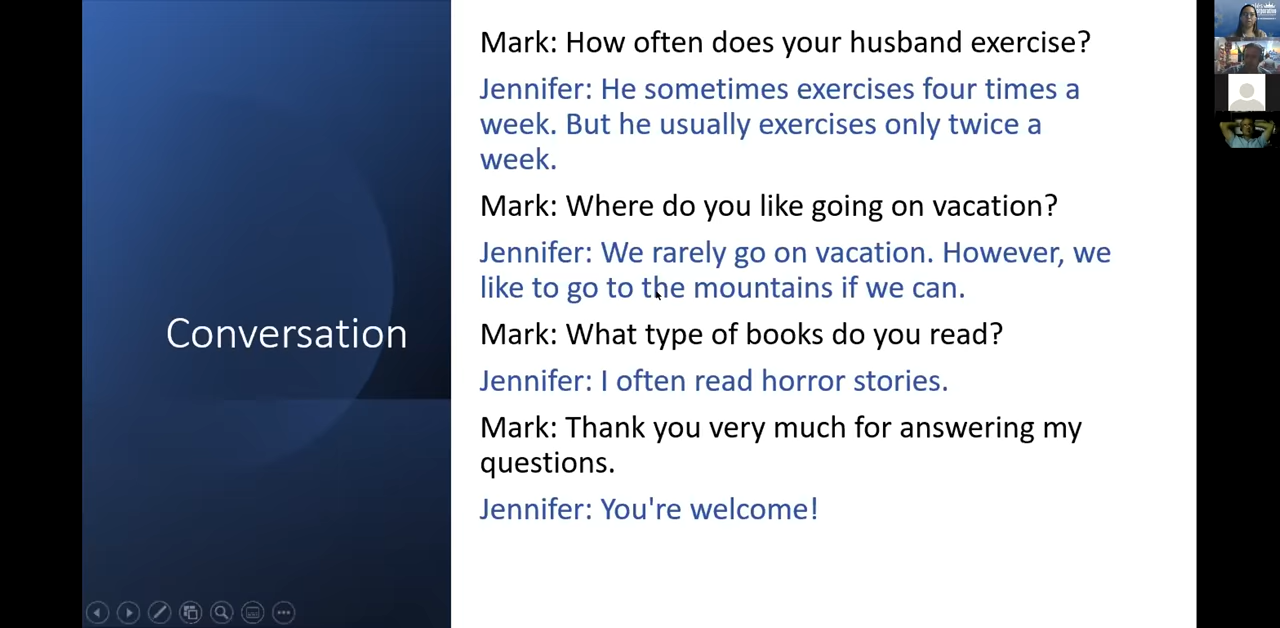 Conversation
Mark: How often does your husband exercise?
Jennifer: He sometimes exercises four times a
week. But he usually exercises only twice a
week.
Mark: Where do you like going on vacation?
Jennifer: We rarely go on vacation. However, we
like to go to the mountains if we can.
Mark: What type of books do you read?
Jennifer: I often read horror stories.
Mark: Thank you very much for answering my
questions.
Jennifer: You're welcome!